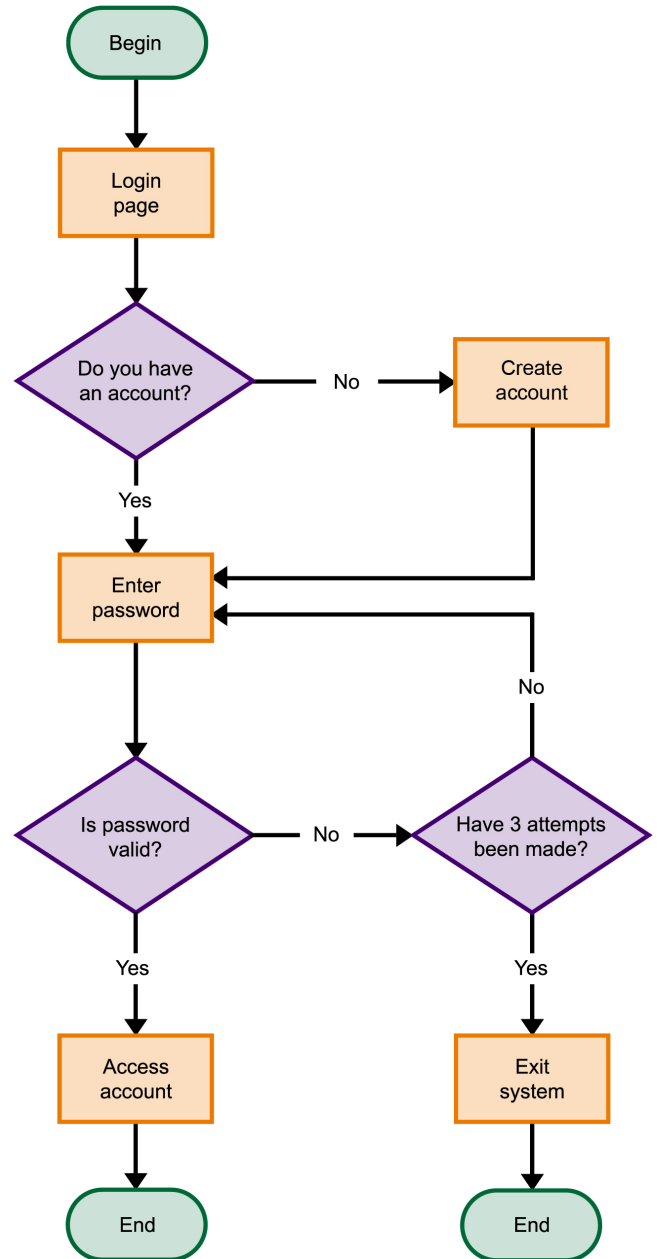 Begin
Login
page
Do you have
an account?
No
Create
account
Yes
Enter
password
No
Is password
valid?
No
Have 3 attempts
been made?
Yes
Yes
Access
account
Exit
system
End
End